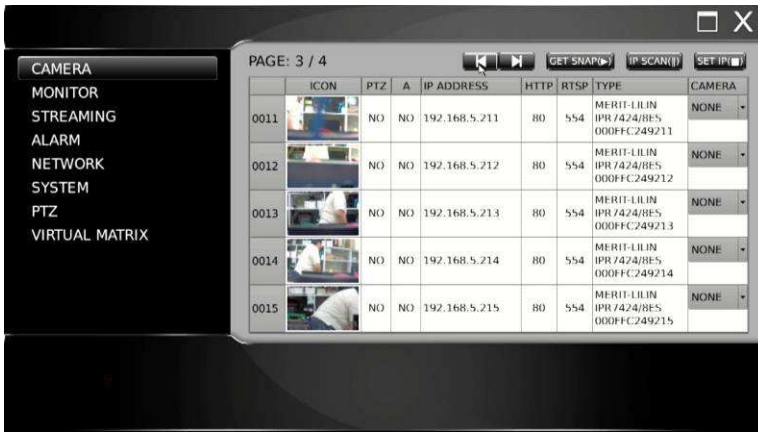 X
CAMERA
MONITOR
STREAMING
ALARM
NETWORK
SYSTEM
PTZ
VIRTUAL MATRIX
PAGE: 3 / 4
GET SNAP(▶) IP SCAN(||) SET IP(■)
ICON PTZ A IP ADDRESS HTTP RTSP TYPE CAMERA
0011 NO NO 192.168.5.211 80 554 MERIT-LILIN NONE
IPR7424/8ES
000FFC249211
0012 NO NO 192.168.5.212 80 554 MERIT-LILIN NONE
IPR7424/8ES
000FFC249212
0013 NO NO 192.168.5.213 80 554 MERIT-LILIN NONE
IPR7424/8ES
000FFC249213
0014 NO NO 192.168.5.214 80 554 MERIT-LILIN NONE
IPR7424/8ES
000FFC249214
0015 NO NO 192.168.5.215 80 554 MERIT-LILIN NONE
IPR7424/8ES
000FFC249215